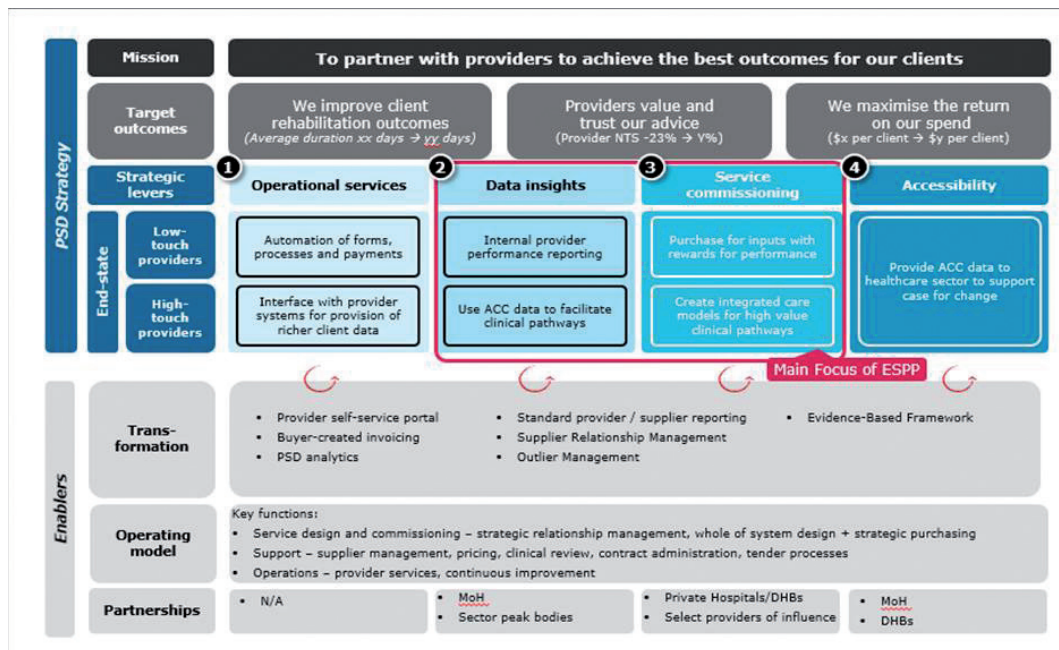 PSD Strategy
Mission
To partner with providers to achieve the best outcomes for our clients
Target
outcomes
We improve client
rehabilitation outcomes
(Average duration xx days → yy days)
Providers value and
trust our advice
(Provider NTS -23% → Y%)
We maximise the return
on our spend
($x per client → $y per client)
Strategic
levers
1
Operational services
2
Data insights
3
Service
commissioning
4
Accessibility
End-state
Low-
touch
providers
Automation of forms,
processes and payments
Internal provider
performance reporting
Purchase for inputs with
rewards for performance
Provide ACC data to
healthcare sector to support
case for change
High-
touch
providers
Interface with provider
systems for provision of
richer client data
Use ACC data to facilitate
clinical pathways
Create integrated care
models for high value
clinical pathways
Main Focus of ESPP
Enablers
Trans-
formation
▪ Provider self-service portal
▪ Buyer-created invoicing
▪ PSD analytics
▪ Standard provider / supplier reporting
▪ Supplier Relationship Management
▪ Outlier Management
▪ Evidence-Based Framework
Operating
model
Key functions:
▪ Service design and commissioning – strategic relationship management, whole of system design + strategic purchasing
▪ Support – supplier management, pricing, clinical review, contract administration, tender processes
▪ Operations – provider services, continuous improvement
Partnerships
▪ N/A
▪ MoH
▪ Sector peak bodies
▪ Private Hospitals/DHBs
▪ Select providers of influence
▪ MoH
▪ DHBs